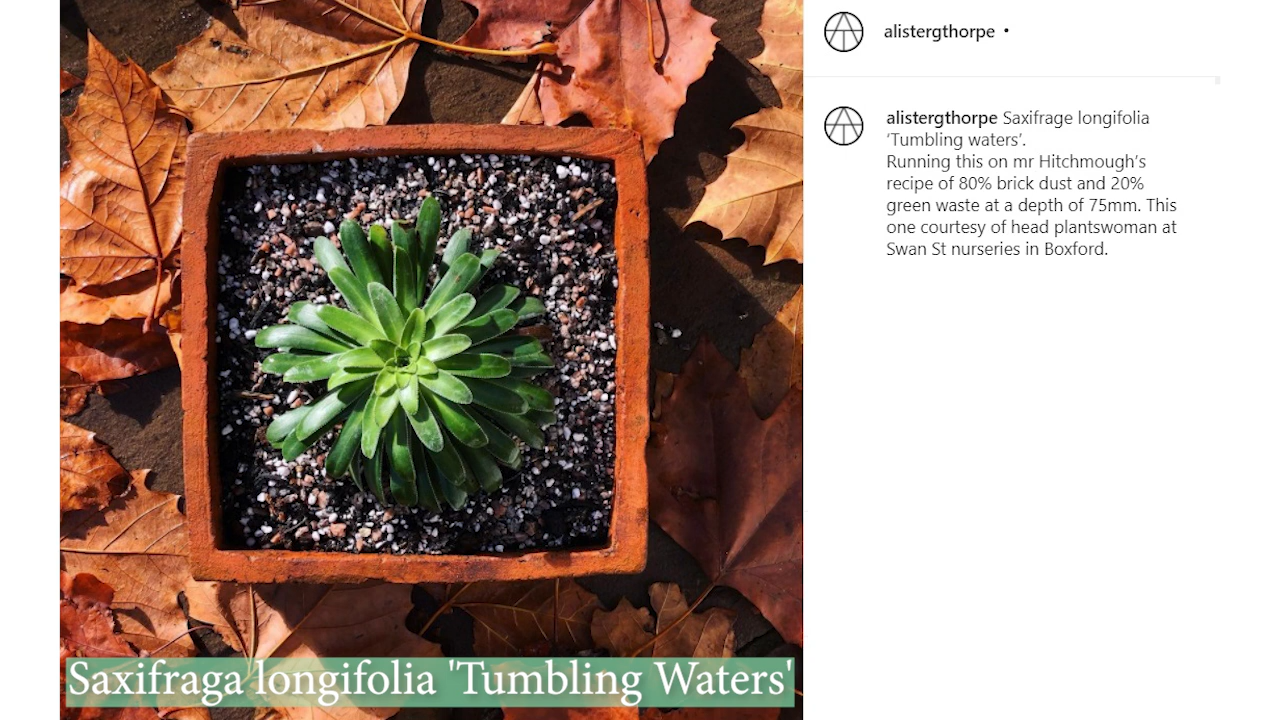 alistergthorpe •
alistergthorpe Saxifrage longifolia
‘Tumbling waters’.
Running this on mr Hitchmough’s
recipe of 80% brick dust and 20%
green waste at a depth of 75mm. This
one courtesy of head plantswoman at
Swan St nurseries in Boxford.
Saxifraga longifolia 'Tumbling Waters'